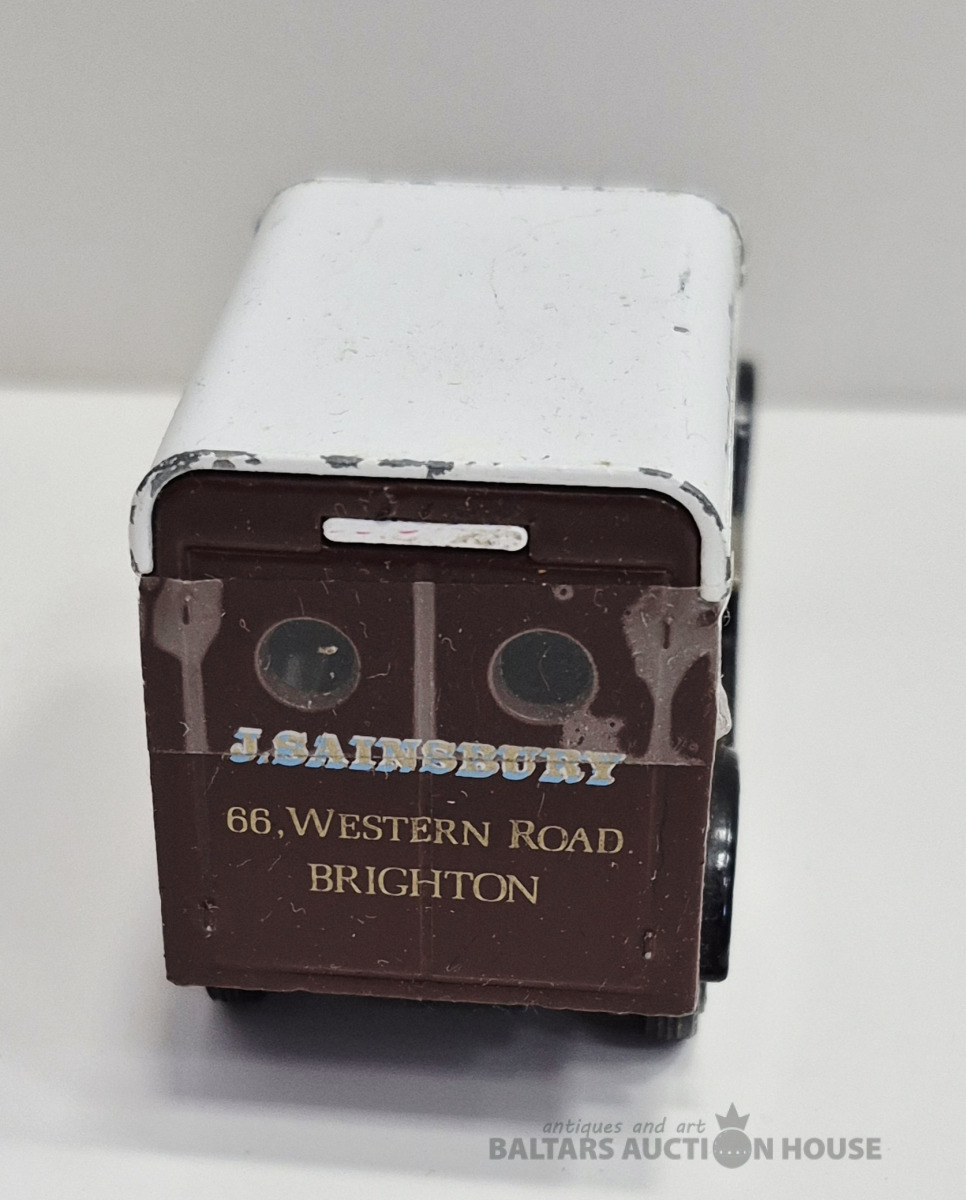 J.SAINSBURY
66,WESTERN ROAD.
BRIGHTON
antiques and art
BALTARS AUCTION HOUSE